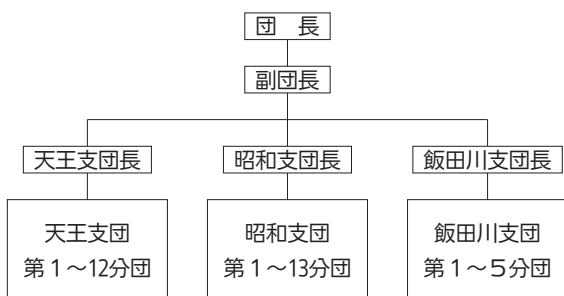 団　長
副団長
天王支団長
昭和支団長
飯田川支団長
天王支団
第１～12分団
昭和支団
第１～13分団
飯田川支団
第１～５分団